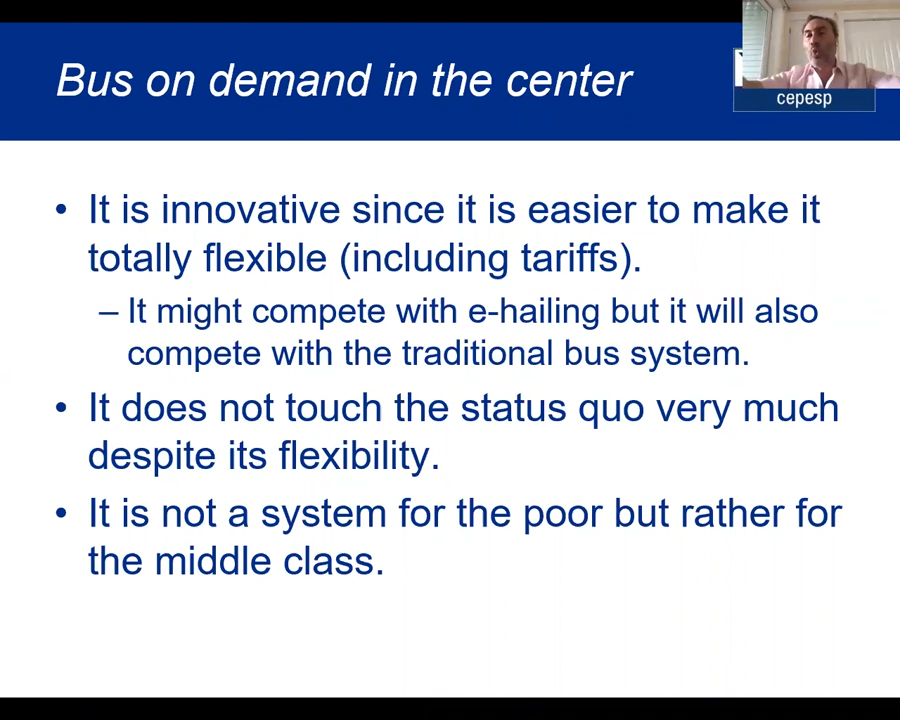 Bus on demand in the center
cepesp
• It is innovative since it is easier to make it
totally flexible (including tariffs).
– It might compete with e-hailing but it will also
compete with the traditional bus system.
• It does not touch the status quo very much
despite its flexibility.
• It is not a system for the poor but rather for
the middle class.